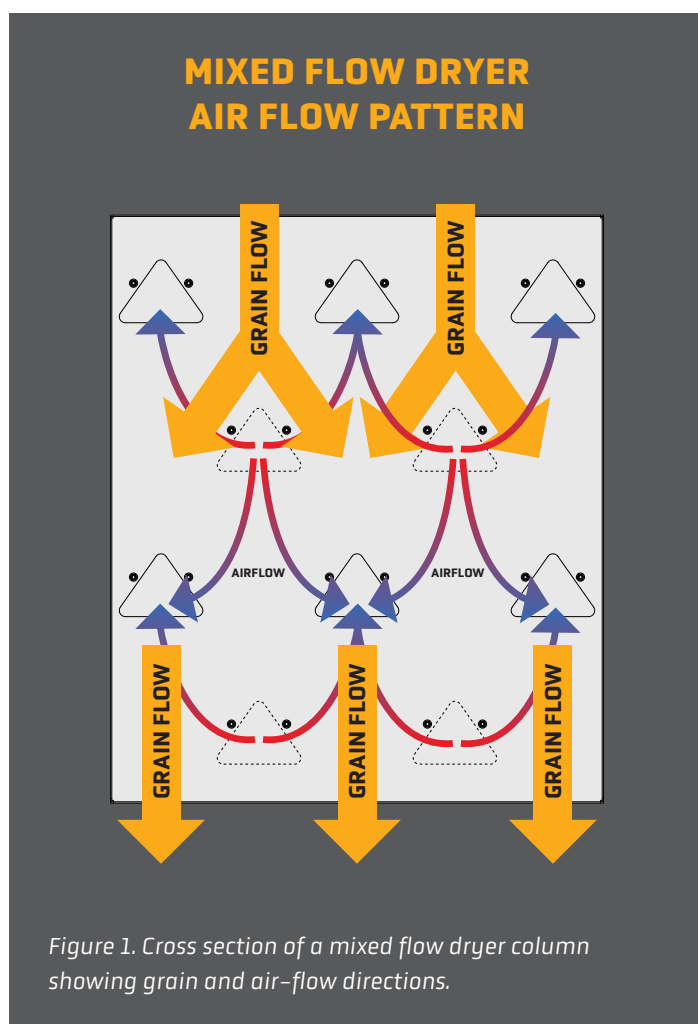 MIXED FLOW DRYER
AIR FLOW PATTERN
GRAIN FLOW
GRAIN FLOW
AIRFLOW
AIRFLOW
GRAIN FLOW
GRAIN FLOW
GRAIN FLOW
Figure 1. Cross section of a mixed flow dryer column
showing grain and air-flow directions.